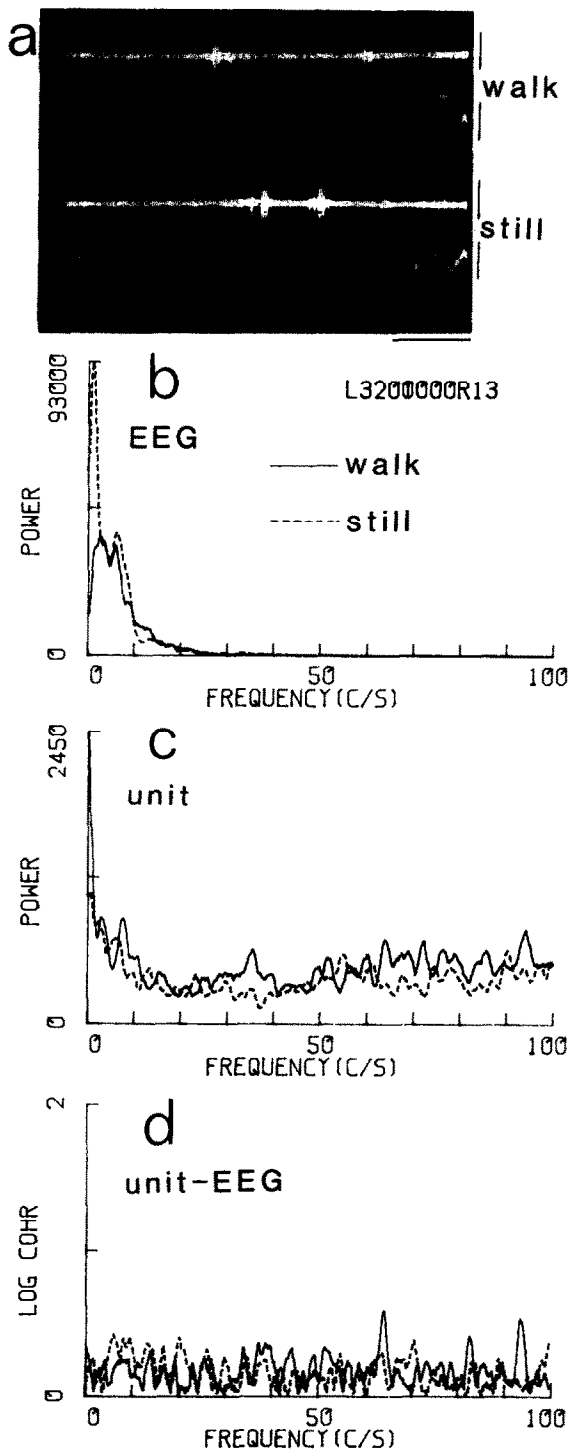 a
walk
still
b
93000
L3200000R13
EEG
walk
still
POWER
0
0 50 100
FREQUENCY(C/S)
c
2450
unit
POWER
0
0 50 100
FREQUENCY(C/S)
d
2
unit-EEG
LOG COHR
0
0 50 100
FREQUENCY(C/S)